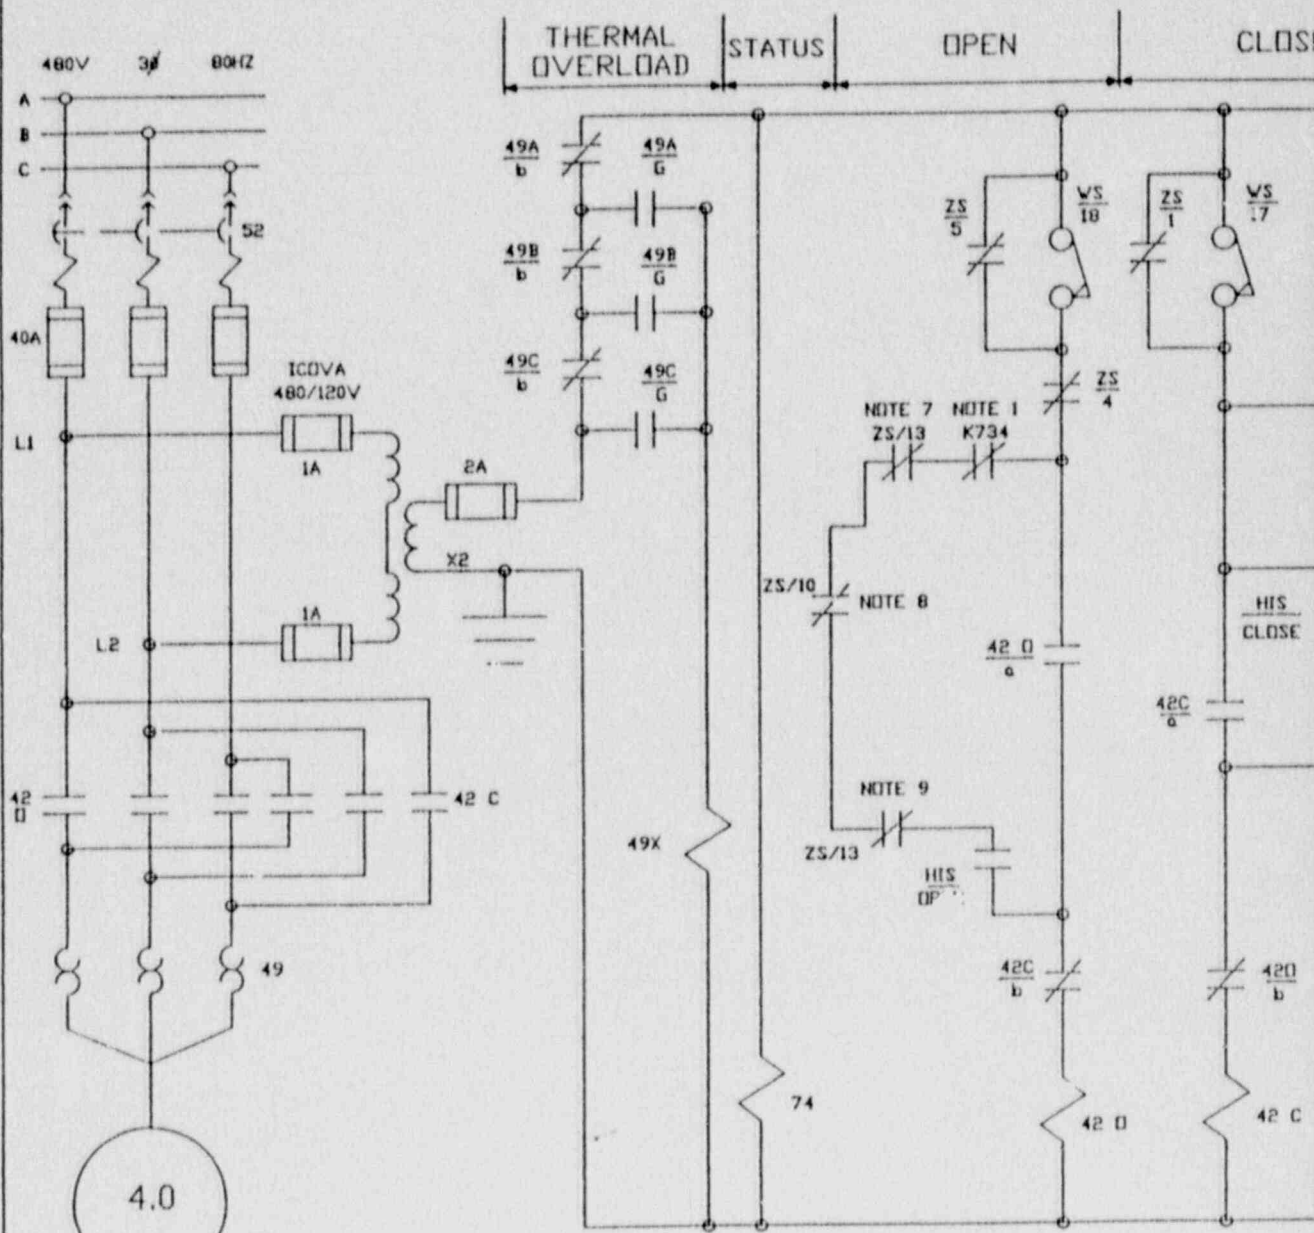 THERMAL OVERLOAD
STATUS
OPEN
CLOS
480V 3ø 80HZ
A
B
C
52
40A
1COVA
480/120V
L1
1A
2A
X2
L2
1A
42 O
42 C
49
4.0
49A/b
49A/G
49B/b
49B/G
49C/b
49C/G
49X
74
ZS/5
WS/18
ZS/4
NOTE 7
ZS/13
NOTE 1
K734
ZS/10
NOTE 8
42 O/a
NOTE 9
ZS/13
HIS
OP
42C/b
42 O
ZS/1
WS/17
HIS
CLOSE
42C/a
42O/b
42 C